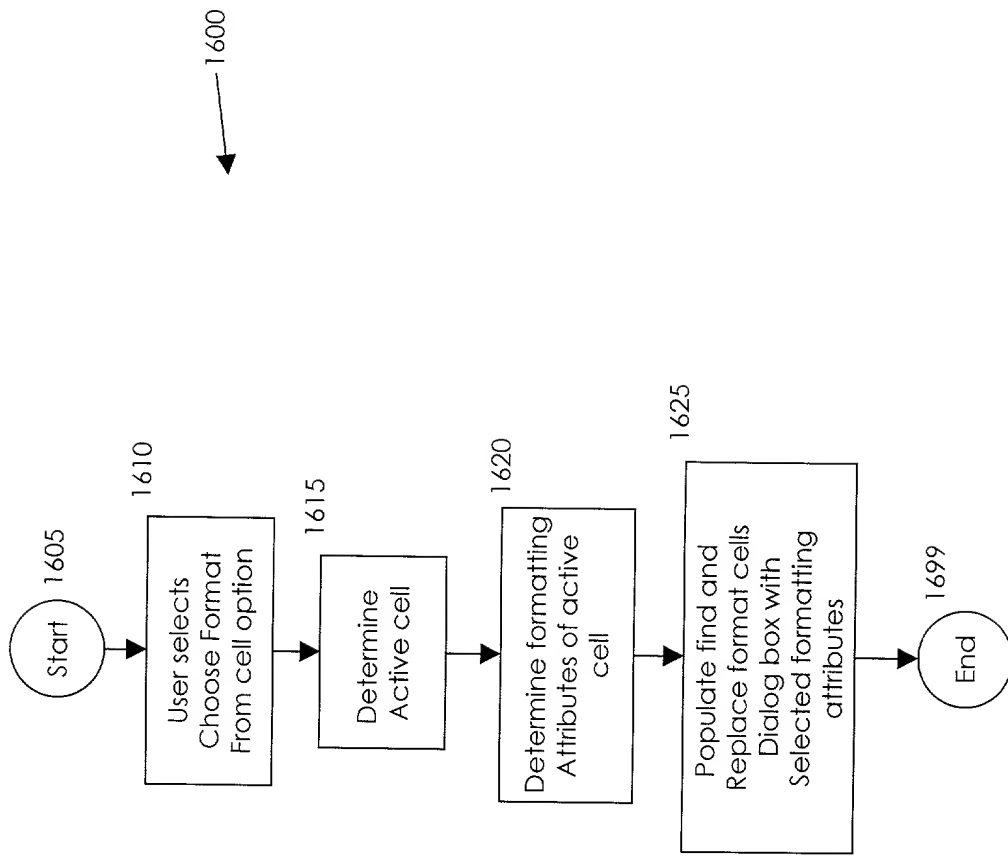 1600
Start
1605
1610
User selects
Choose Format
From cell option
1615
Determine
Active cell
1620
Determine formatting
Attributes of active
cell
1625
Populate find and
Replace format cells
Dialog box with
Selected formatting
attributes
1699
End